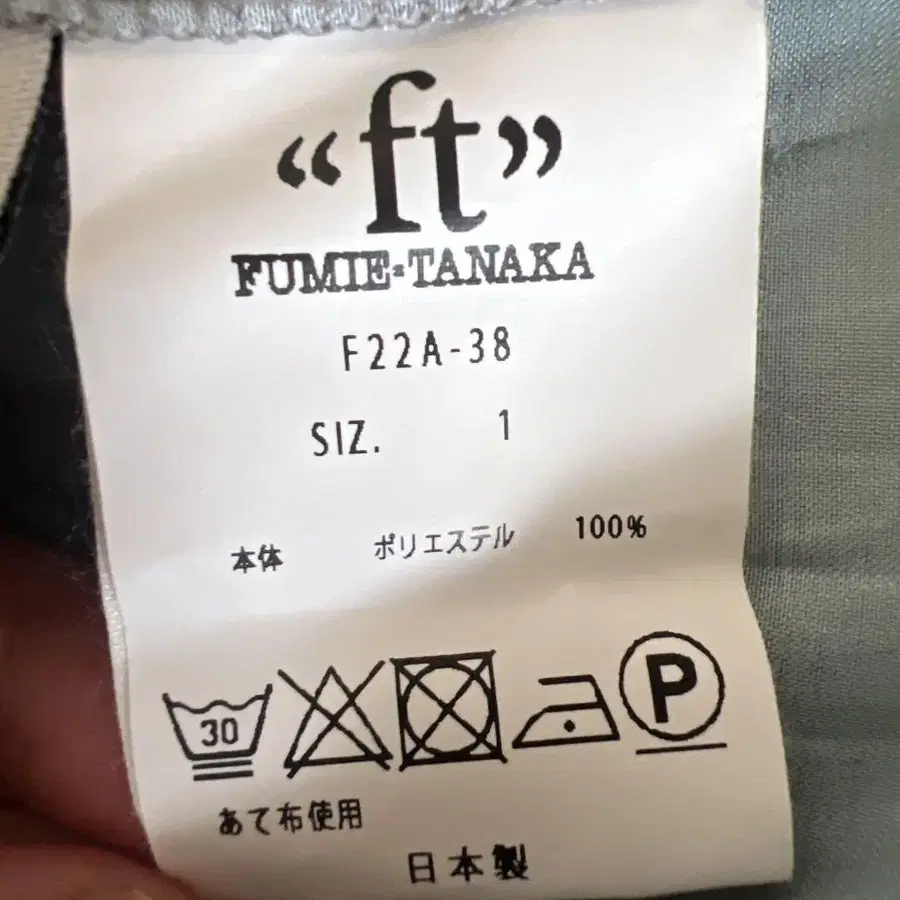 “ft”
FUMIE=TANAKA
F22A-38
SIZ. 1
本体 ポリエステル 100%
30 P
あて布使用
日本製